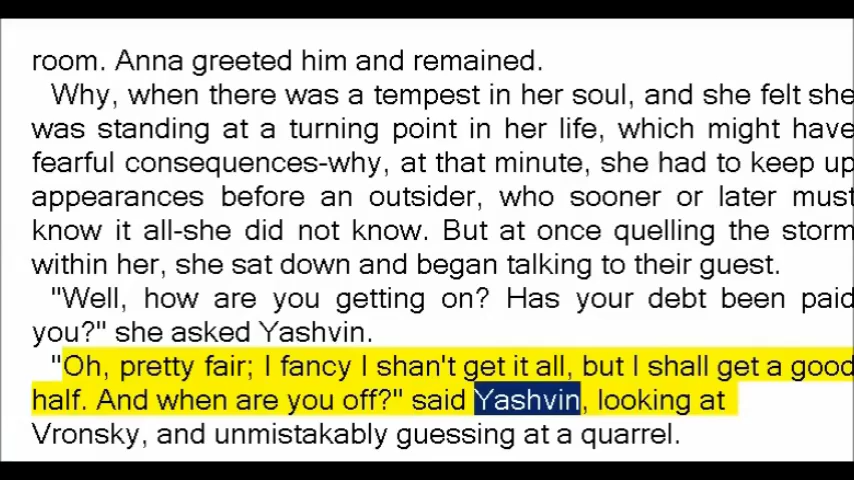 room. Anna greeted him and remained.
Why, when there was a tempest in her soul, and she felt she
was standing at a turning point in her life, which might have
fearful consequences-why, at that minute, she had to keep up
appearances before an outsider, who sooner or later must
know it all-she did not know. But at once quelling the storm
within her, she sat down and began talking to their guest.
"Well, how are you getting on? Has your debt been paid
you?" she asked Yashvin.
"Oh, pretty fair; I fancy I shan't get it all, but I shall get a good
half. And when are you off?" said Yashvin, looking at
Vronsky, and unmistakably guessing at a quarrel.